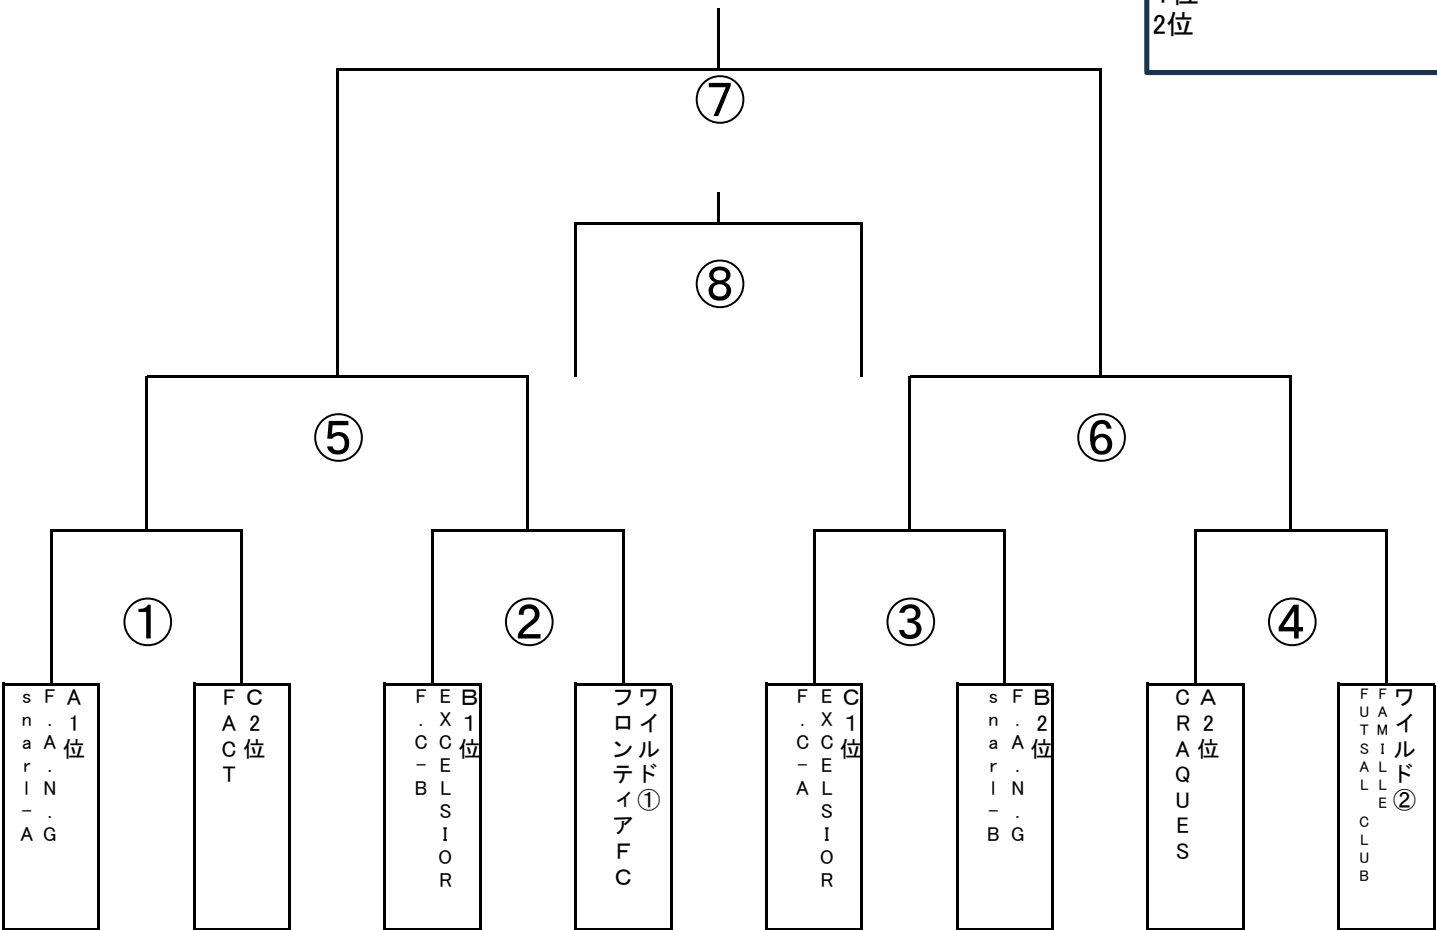 1位
2位
⑦
⑧
⑤
⑥
①
②
③
④
A1位
F.A.N.G
snarl-A
C2位
FACT
B1位
EXCELSIOR
F.C-B
ワイルド①
フロンティアFC
C1位
EXCELSIOR
F.C-A
B2位
F.A.N.G
snarl-B
A2位
CRAQUES
ワイルド②
FAMILLE
FUTSAL CLUB